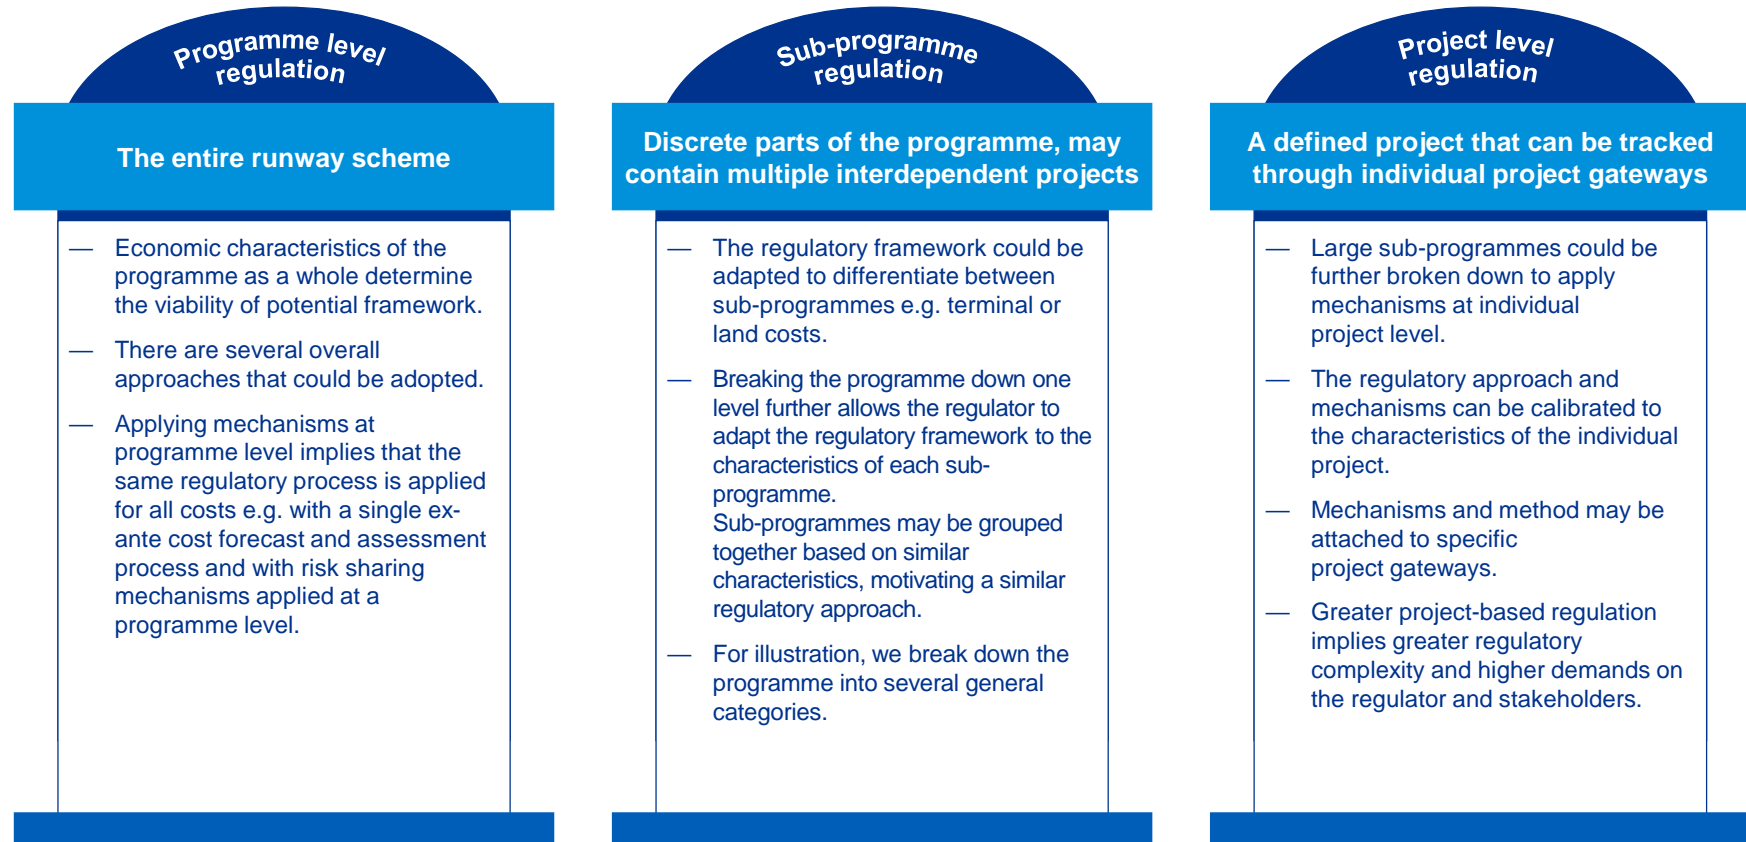 Programme level
regulation
The entire runway scheme
— Economic characteristics of the
programme as a whole determine
the viability of potential framework.
— There are several overall
approaches that could be adopted.
— Applying mechanisms at
programme level implies that the
same regulatory process is applied
for all costs e.g. with a single ex-
ante cost forecast and assessment
process and with risk sharing
mechanisms applied at a
programme level.
Sub-programme
regulation
Discrete parts of the programme, may
contain multiple interdependent projects
— The regulatory framework could be
adapted to differentiate between
sub-programmes e.g. terminal or
land costs.
— Breaking the programme down one
level further allows the regulator to
adapt the regulatory framework to the
characteristics of each sub-
programme.
Sub-programmes may be grouped
together based on similar
characteristics, motivating a similar
regulatory approach.
— For illustration, we break down the
programme into several general
categories.
Project level
regulation
A defined project that can be tracked
through individual project gateways
— Large sub-programmes could be
further broken down to apply
mechanisms at individual
project level.
— The regulatory approach and
mechanisms can be calibrated to
the characteristics of the individual
project.
— Mechanisms and method may be
attached to specific
project gateways.
— Greater project-based regulation
implies greater regulatory
complexity and higher demands on
the regulator and stakeholders.